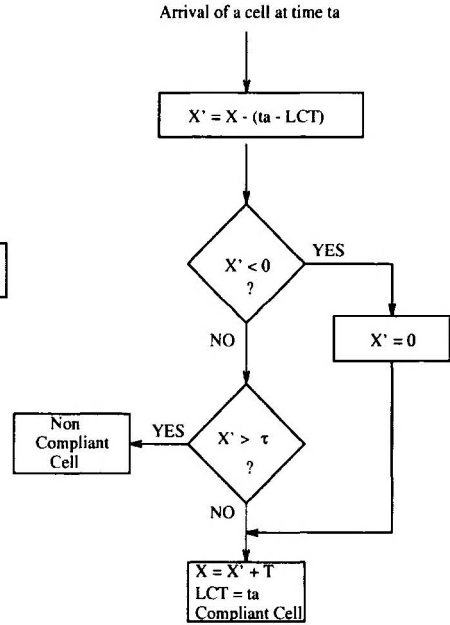 Arrival of a cell at time ta
X' = X - (ta - LCT)
X' < 0
?
YES
NO
X' = 0
X' > τ
?
YES
Non
Compliant
Cell
NO
X = X' + T
LCT = ta
Compliant Cell